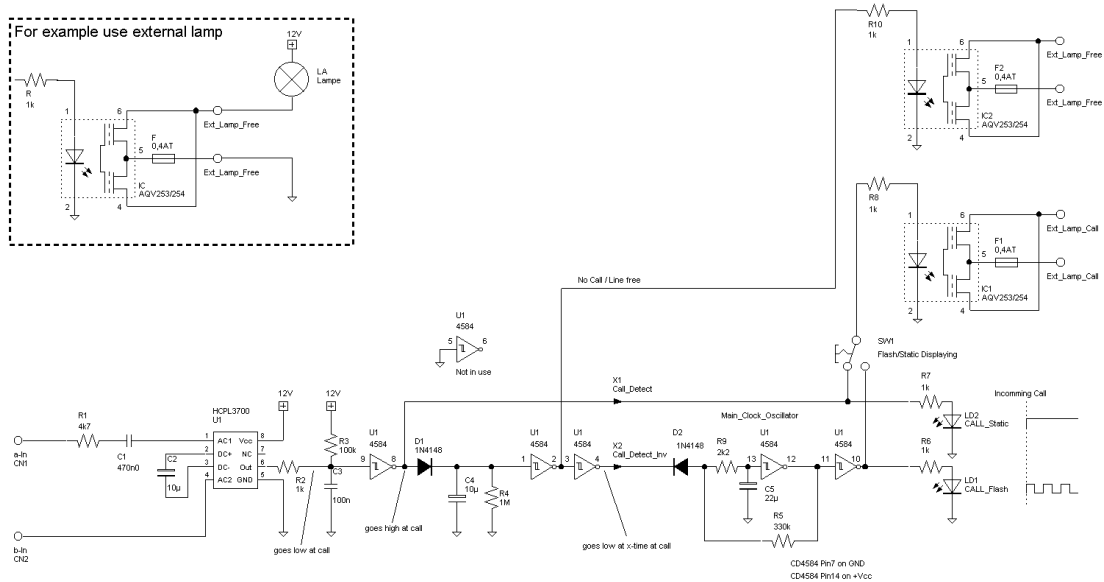 For example use external lamp
12V
LA
Lampe
R
1k
1
6
Ext_Lamp_Free
5
F
0,4AT
Ext_Lamp_Free
IC
AQV253/254
2
4
R10
1k
1
6
Ext_Lamp_Free
F2
0,4AT
5
Ext_Lamp_Free
IC2
AQV253/254
2
4
R8
1k
1
6
Ext_Lamp_Call
F1
0,4AT
5
Ext_Lamp_Call
IC1
AQV253/254
2
4
No Call / Line free
U1
4584
5
6
Not in use
SW1
Flash/Static Displaying
X1
Call_Detect
R7
1k
LD2
CALL_Static
Incomming Call
HCPL3700
U1
12V
12V
R1
4k7
a-In
CN1
C1
470n0
C2
10µ
1 AC1 Vcc 8
2 DC+ NC 7
3 DC- Out 6
4 AC2 GND 5
R3
100k
R2
1k
C3
100n
U1
4584
9
8
D1
1N4148
C4
10µ
R4
1M
U1
4584
1
2
U1
4584
3
4
X2
Call_Detect_Inv
Main_Clock_Oscillator
D2
1N4148
R9
2k2
U1
4584
13
12
C5
22µ
R5
330k
U1
4584
11
10
R6
1k
LD1
CALL_Flash
goes low at call
goes high at call
goes low at x-time at call
b-In
CN2
CD4584 Pin7 on GND
CD4584 Pin14 on +Vcc